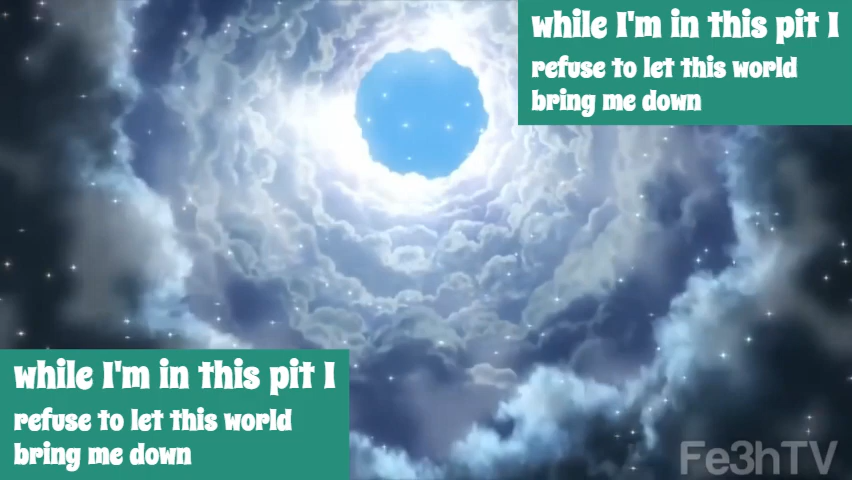 while I'm in this pit I
refuse to let this world
bring me down
while I'm in this pit I
refuse to let this world
bring me down
Fe3hTV